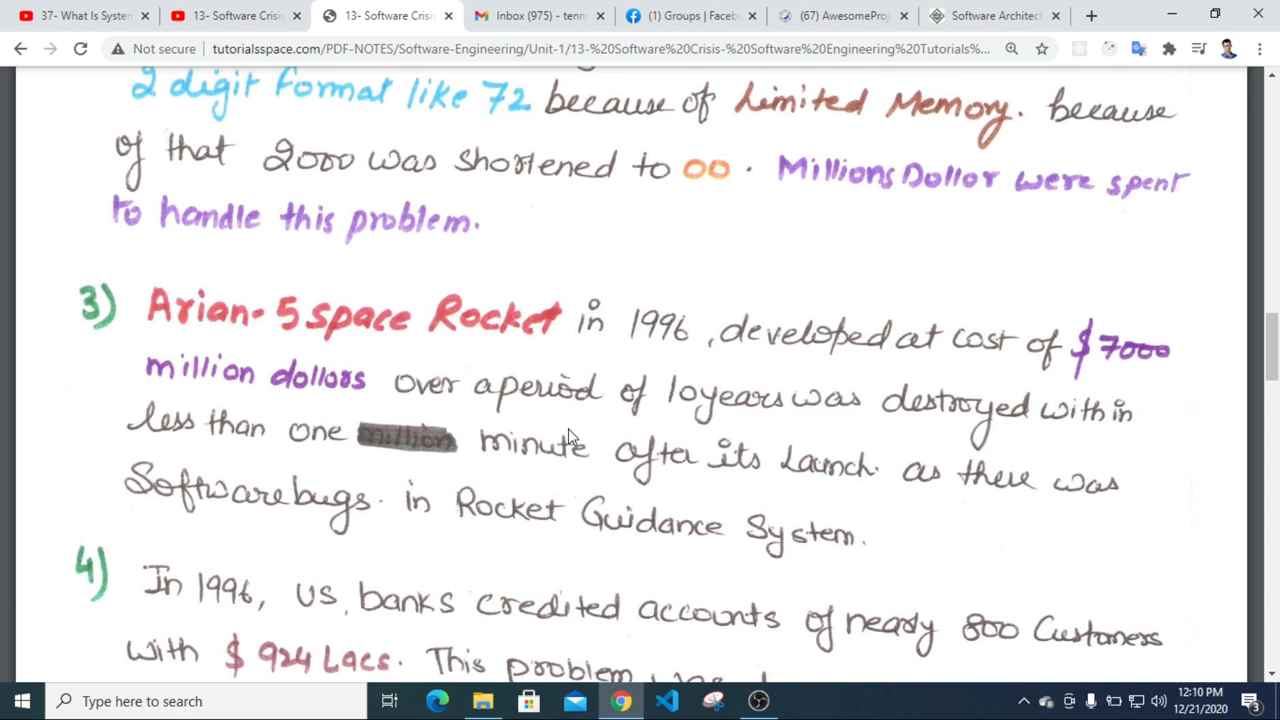 37- What Is System
13- Software Crisis
13- Software Crisis
Inbox (975) - tenm
(1) Groups | Faceb
(67) AwesomeProj
Software Architect
Not secure
tutorialsspace.com/PDF-NOTES/Software-Engineering/Unit-1/13-%20Software%20Crisis-%20Software%20Engineering%20Tutorials%...
2 digit format like 72 because of Limited Memory. because
of that 2000 was shortened to 00. Millions Dollor were spent
to handle this problem.
3) Arian-5 space Rocket in 1996, developed at cost of $7000
million dollars over a period of 10 years was destroyed with in
less than one million minute after its Launch. as there was
Software bugs. in Rocket Guidance System.
4) In 1996, US, banks credited accounts of nearly 800 Customers
with $ 924 Lacs. This problem
Type here to search
12:10 PM
12/21/2020
3